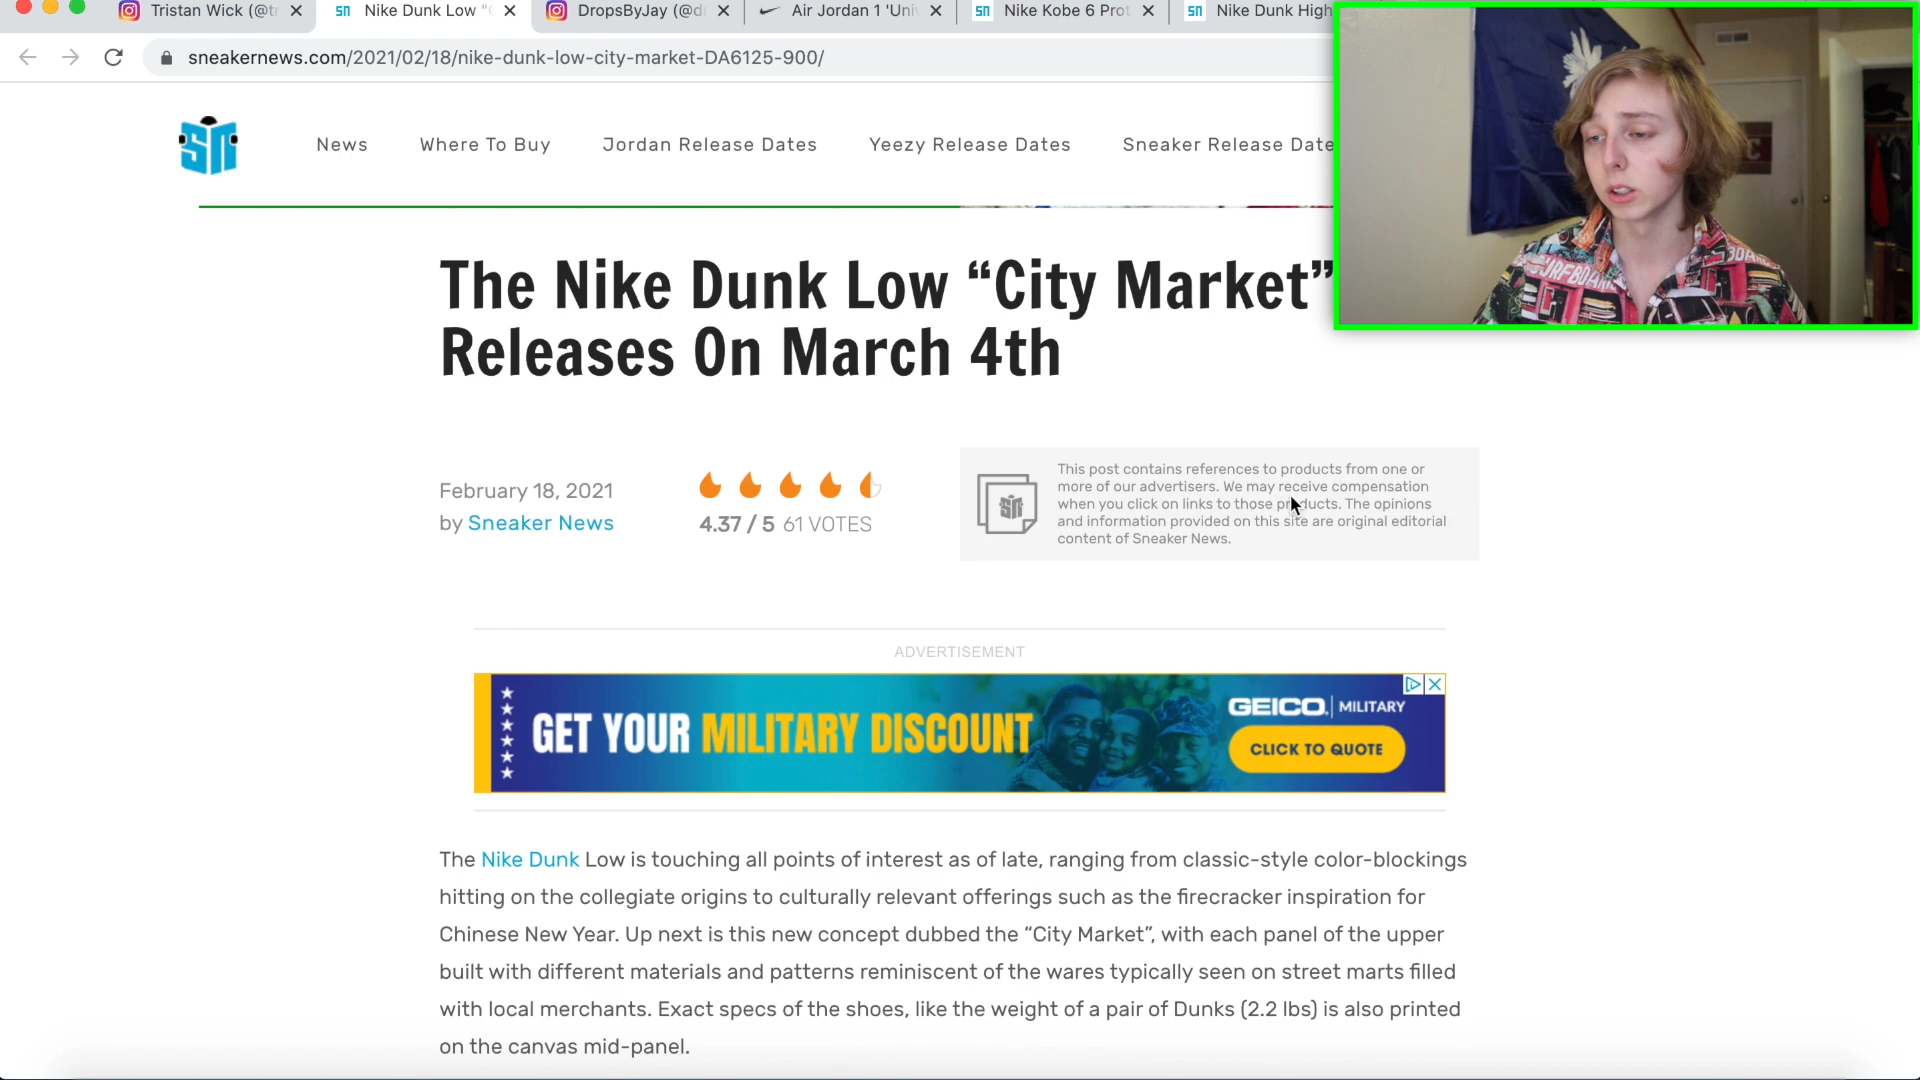 Tristan Wick (@tr
Nike Dunk Low "C
DropsByJay (@dr
Air Jordan 1 'Univ
Nike Kobe 6 Prot
Nike Dunk High
sneakernews.com/2021/02/18/nike-dunk-low-city-market-DA6125-900/
News
Where To Buy
Jordan Release Dates
Yeezy Release Dates
Sneaker Release Date
The Nike Dunk Low “City Market”
Releases On March 4th
February 18, 2021
by Sneaker News
4.37 / 5 61 VOTES
This post contains references to products from one or
more of our advertisers. We may receive compensation
when you click on links to those products. The opinions
and information provided on this site are original editorial
content of Sneaker News.
ADVERTISEMENT
GET YOUR MILITARY DISCOUNT
GEICO. | MILITARY
CLICK TO QUOTE
The Nike Dunk Low is touching all points of interest as of late, ranging from classic-style color-blockings
hitting on the collegiate origins to culturally relevant offerings such as the firecracker inspiration for
Chinese New Year. Up next is this new concept dubbed the “City Market”, with each panel of the upper
built with different materials and patterns reminiscent of the wares typically seen on street marts filled
with local merchants. Exact specs of the shoes, like the weight of a pair of Dunks (2.2 lbs) is also printed
on the canvas mid-panel.